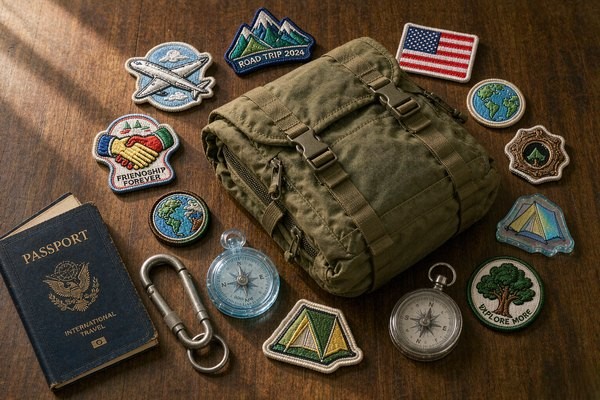 ROAD TRIP 2024
FRIENDSHIP
FOREVER
PASSPORT
INTERNATIONAL
TRAVEL
EXPLORE MORE